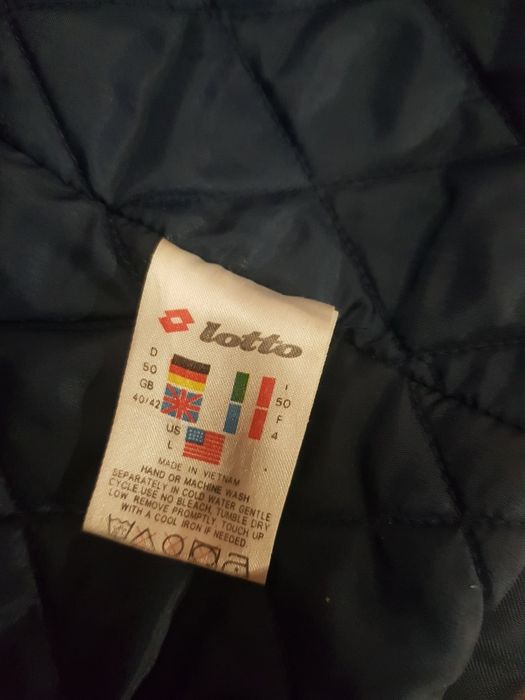 lotto
D
50
GB
40/42
US
L
I
50
F
4
MADE IN VIETNAM
HAND OR MACHINE WASH
SEPARATELY IN COLD WATER GENTLE
CYCLE.USE NO BLEACH, TUMBLE DRY
LOW. REMOVE PROMPTLY. TOUCH UP
WITH A COOL IRON IF NEEDED.